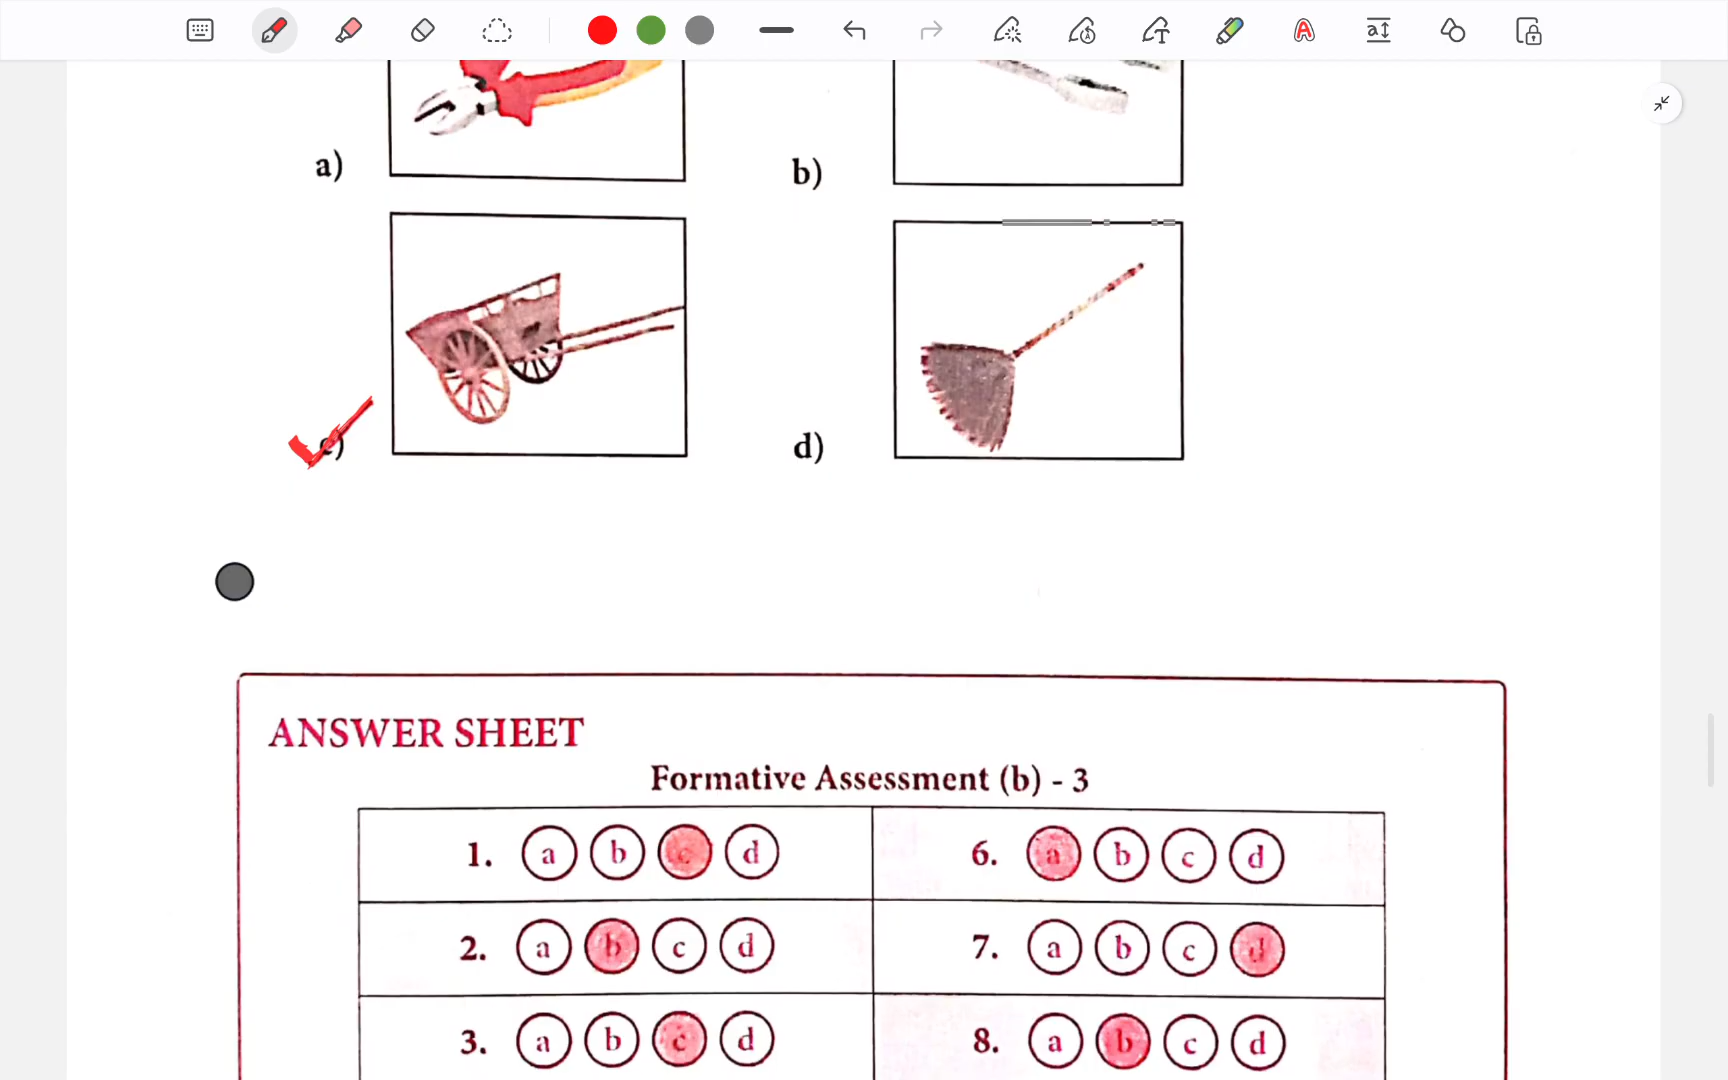 a)
b)
c)
d)
ANSWER SHEET
Formative Assessment (b) - 3
1. a b c d
6. a b c d
2. a b c d
7. a b c d
3. a b c d
8. a b c d